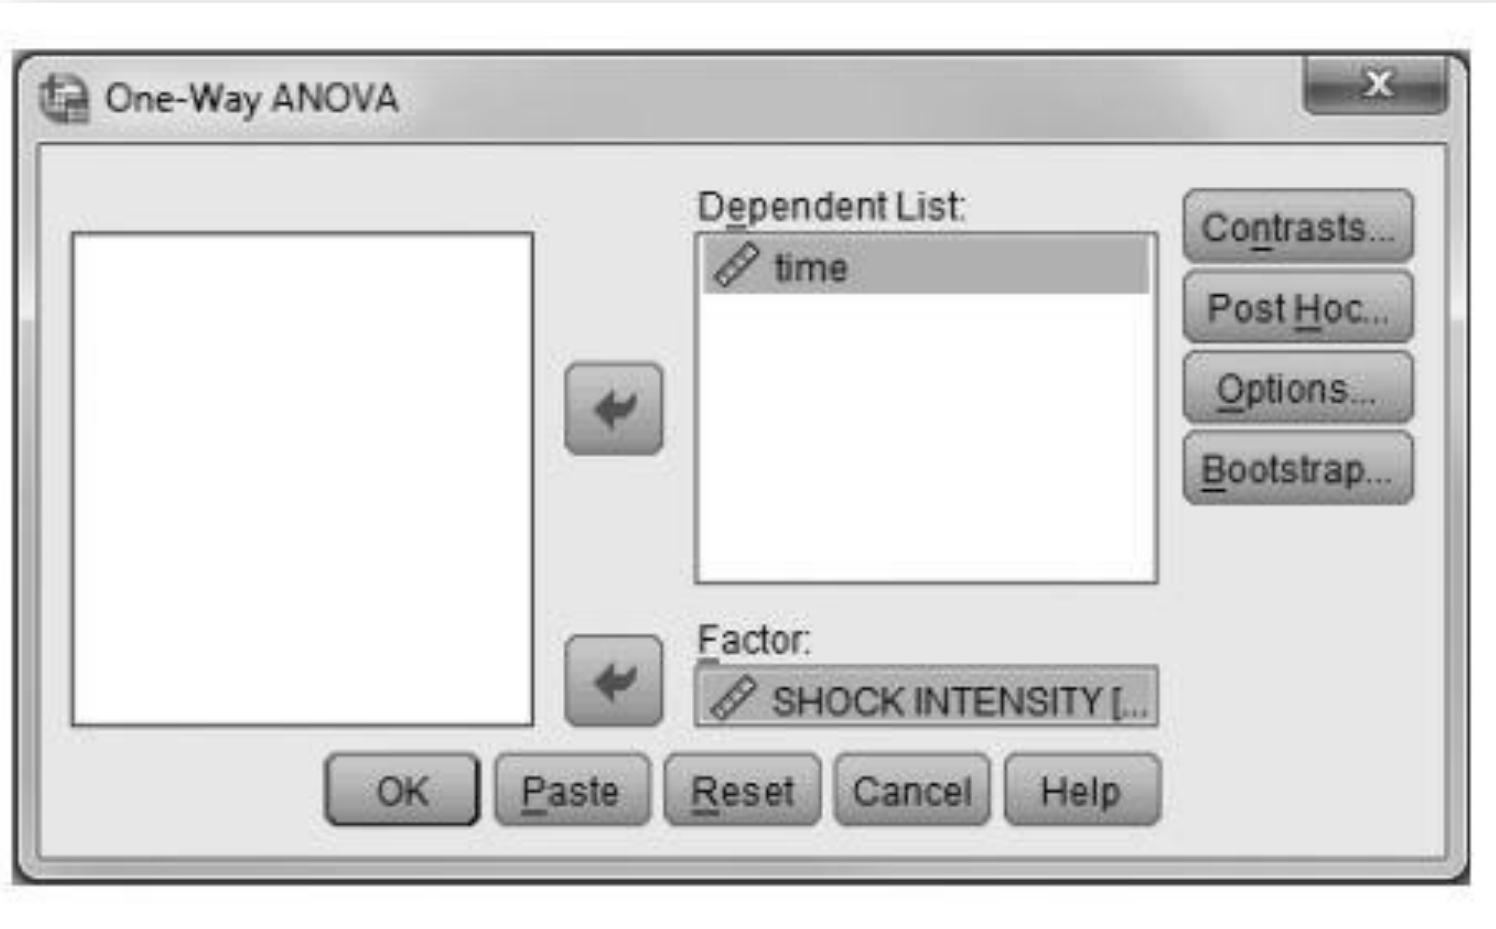 One-Way ANOVA
x
Dependent List:
time
Contrasts...
Post Hoc...
Options...
Bootstrap...
Factor:
SHOCK INTENSITY [...
OK Paste Reset Cancel Help